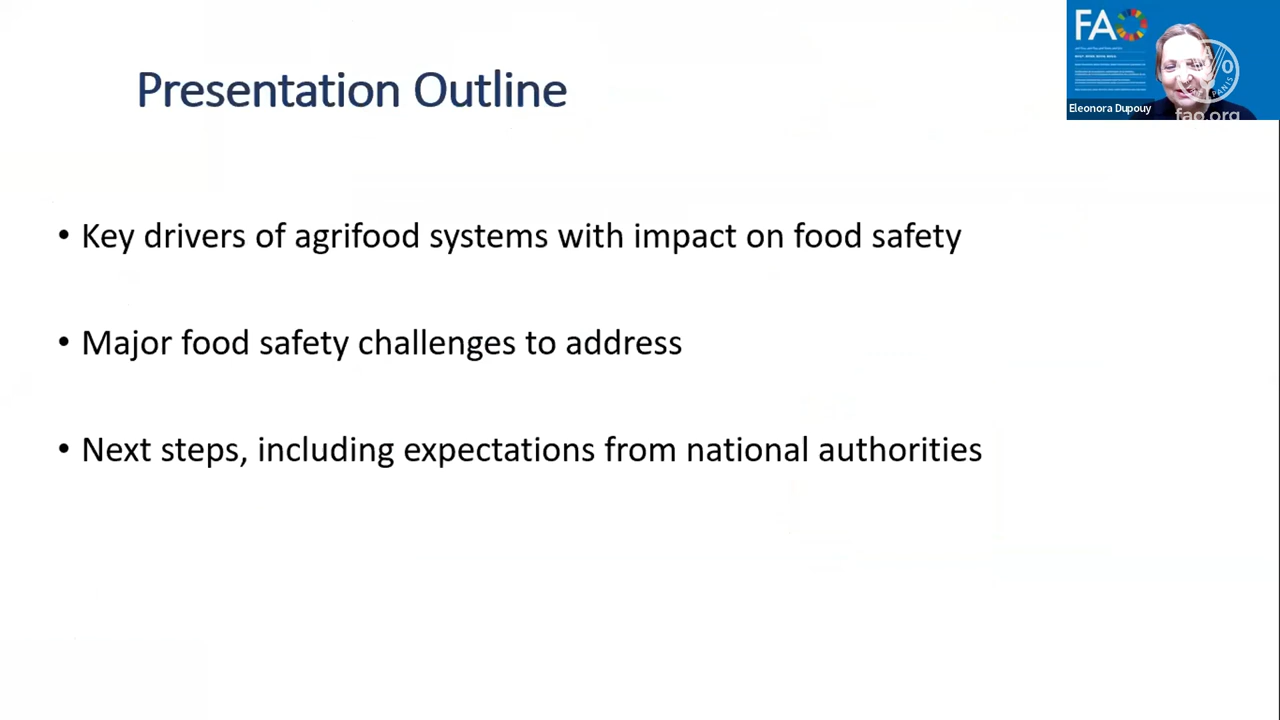 Presentation Outline
• Key drivers of agrifood systems with impact on food safety
• Major food safety challenges to address
• Next steps, including expectations from national authorities
FAO
Eleonora Dupouy
fao.org